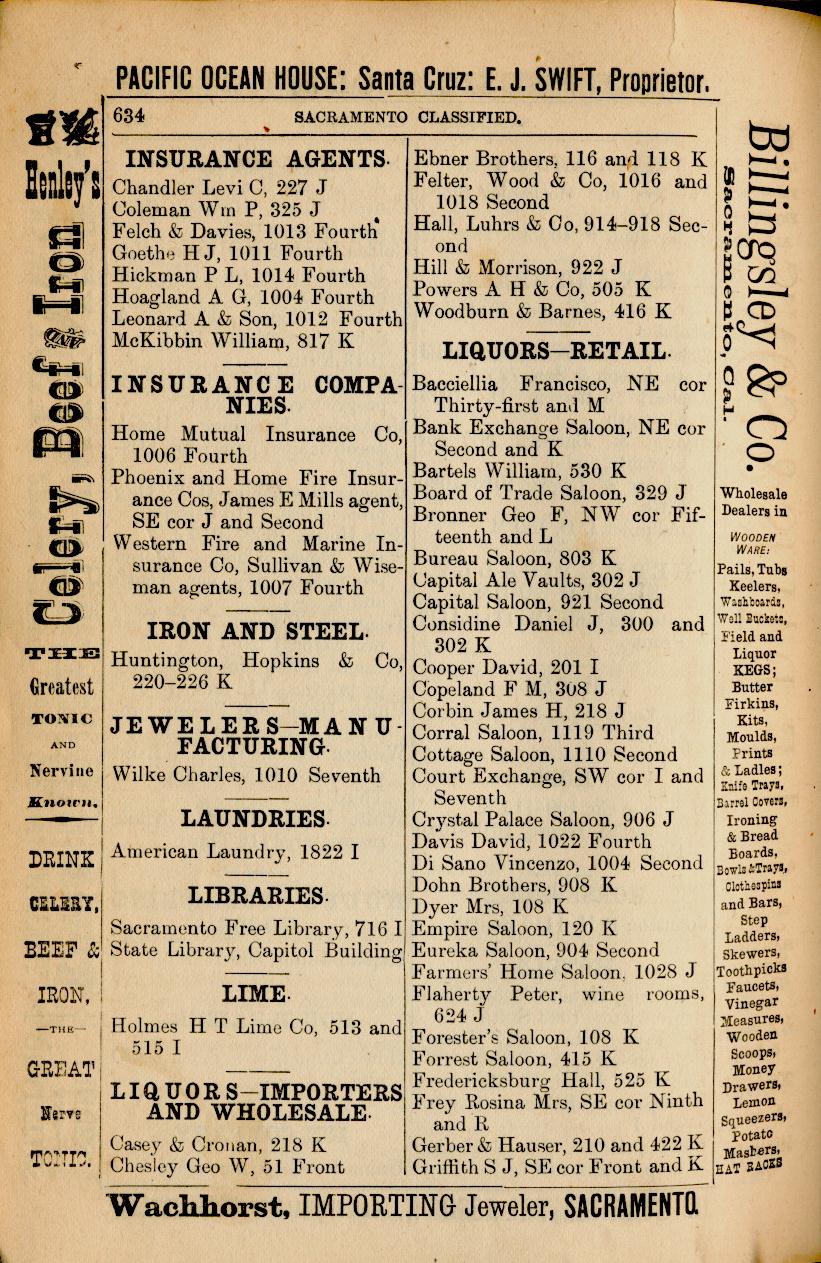 PACIFIC OCEAN HOUSE: Santa Cruz: E. J. SWIFT, Proprietor.
634 SACRAMENTO CLASSIFIED.
Henley's
Celery, Beef & Iron
THE
Greatest
TONIC
AND
Nervine
Known.
DRINK
CELERY,
BEEF &
IRON,
—THE—
GREAT
Nerve
TONIC.
INSURANCE AGENTS.
Chandler Levi C, 227 J
Coleman Wm P, 325 J
Felch & Davies, 1013 Fourth
Goethe H J, 1011 Fourth
Hickman P L, 1014 Fourth
Hoagland A G, 1004 Fourth
Leonard A & Son, 1012 Fourth
McKibbin William, 817 K
INSURANCE COMPA-
NIES.
Home Mutual Insurance Co,
1006 Fourth
Phoenix and Home Fire Insur-
ance Cos, James E Mills agent,
SE cor J and Second
Western Fire and Marine In-
surance Co, Sullivan & Wise-
man agents, 1007 Fourth
IRON AND STEEL.
Huntington, Hopkins & Co,
220–226 K
JEWELERS—MANU-
FACTURING.
Wilke Charles, 1010 Seventh
LAUNDRIES.
American Laundry, 1822 I
LIBRARIES.
Sacramento Free Library, 716 I
State Library, Capitol Building
LIME.
Holmes H T Lime Co, 513 and
515 I
LIQUORS—IMPORTERS
AND WHOLESALE.
Casey & Cronan, 218 K
Chesley Geo W, 51 Front
Ebner Brothers, 116 and 118 K
Felter, Wood & Co, 1016 and
1018 Second
Hall, Luhrs & Co, 914–918 Sec-
ond
Hill & Morrison, 922 J
Powers A H & Co, 505 K
Woodburn & Barnes, 416 K
LIQUORS—RETAIL.
Bacciellia Francisco, NE cor
Thirty-first and M
Bank Exchange Saloon, NE cor
Second and K
Bartels William, 530 K
Board of Trade Saloon, 329 J
Bronner Geo F, NW cor Fif-
teenth and L
Bureau Saloon, 803 K
Capital Ale Vaults, 302 J
Capital Saloon, 921 Second
Considine Daniel J, 300 and
302 K
Cooper David, 201 I
Copeland F M, 308 J
Corbin James H, 218 J
Corral Saloon, 1119 Third
Cottage Saloon, 1110 Second
Court Exchange, SW cor I and
Seventh
Crystal Palace Saloon, 906 J
Davis David, 1022 Fourth
Di Sano Vincenzo, 1004 Second
Dohn Brothers, 908 K
Dyer Mrs, 108 K
Empire Saloon, 120 K
Eureka Saloon, 904 Second
Farmers' Home Saloon, 1028 J
Flaherty Peter, wine rooms,
624 J
Forester's Saloon, 108 K
Forrest Saloon, 415 K
Fredericksburg Hall, 525 K
Frey Rosina Mrs, SE cor Ninth
and R
Gerber & Hauser, 210 and 422 K
Griffith S J, SE cor Front and K
Billingsley & Co.
Sacramento, Cal.
Wholesale
Dealers in
WOODEN
WARE:
Pails, Tubs
Keelers,
Washboards,
Well Buckets,
Field and
Liquor
KEGS;
Butter
Firkins,
Kits,
Moulds,
Prints
& Ladles;
Knife Trays,
Barrel Covers,
Ironing
& Bread
Boards,
Bowls & Trays,
Clothespins
and Bars,
Step
Ladders,
Skewers,
Toothpicks
Faucets,
Vinegar
Measures,
Wooden
Scoops,
Money
Drawers,
Lemon
Squeezers,
Potato
Mashers,
HAT RACKS
Wachhorst, IMPORTING Jeweler, SACRAMENTO.